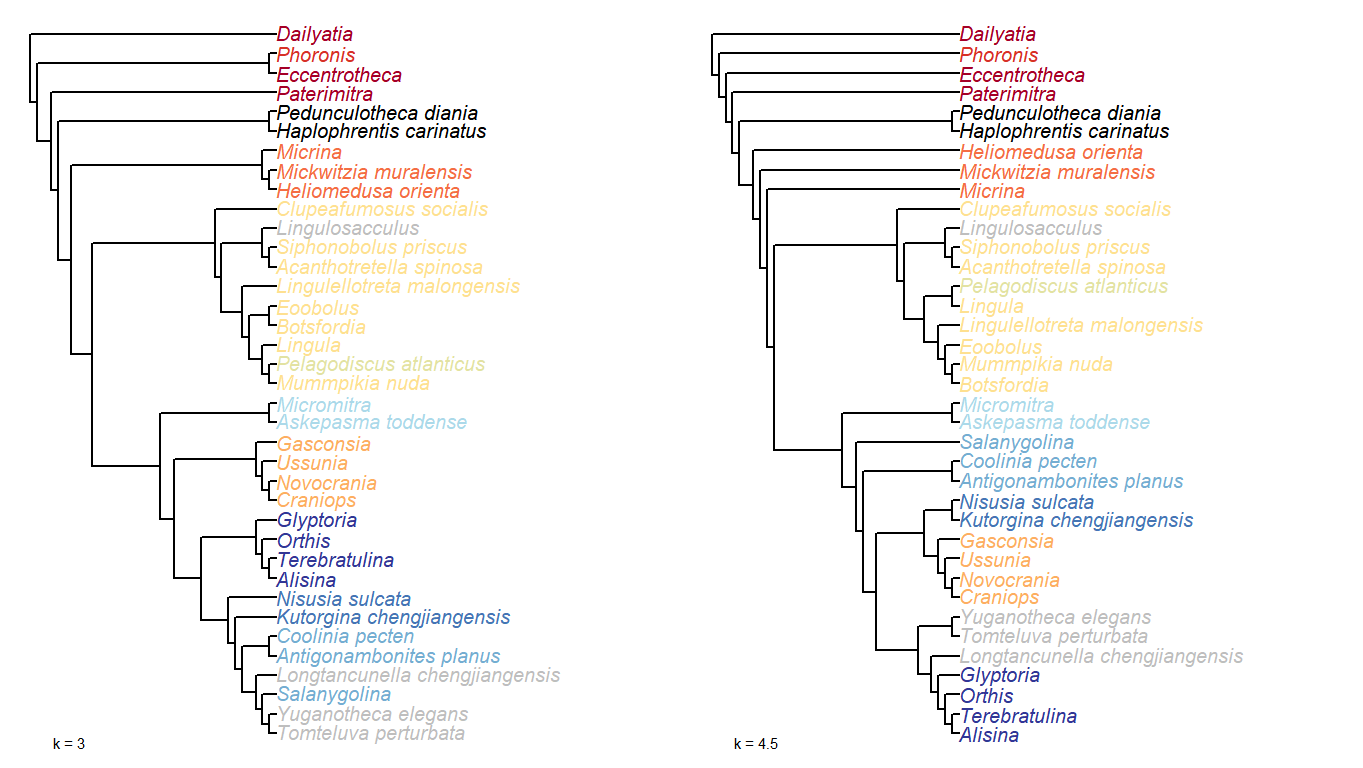 Dailyatia
Phoronis
Eccentrotheca
Paterimitra
Pedunculotheca diania
Haplophrentis carinatus
Micrina
Mickwitzia muralensis
Heliomedusa orienta
Clupeafumosus socialis
Lingulosacculus
Siphonobolus priscus
Acanthotretella spinosa
Lingulellotreta malongensis
Eoobolus
Botsfordia
Lingula
Pelagodiscus atlanticus
Mummpikia nuda
Micromitra
Askepasma toddense
Gasconsia
Ussunia
Novocrania
Craniops
Glyptoria
Orthis
Terebratulina
Alisina
Nisusia sulcata
Kutorgina chengjiangensis
Coolinia pecten
Antigonambonites planus
Longtancunella chengjiangensis
Salanygolina
Yuganotheca elegans
Tomteluva perturbata
k = 3
Dailyatia
Phoronis
Eccentrotheca
Paterimitra
Pedunculotheca diania
Haplophrentis carinatus
Heliomedusa orienta
Mickwitzia muralensis
Micrina
Clupeafumosus socialis
Lingulosacculus
Siphonobolus priscus
Acanthotretella spinosa
Pelagodiscus atlanticus
Lingula
Lingulellotreta malongensis
Eoobolus
Mummpikia nuda
Botsfordia
Micromitra
Askepasma toddense
Salanygolina
Coolinia pecten
Antigonambonites planus
Nisusia sulcata
Kutorgina chengjiangensis
Gasconsia
Ussunia
Novocrania
Craniops
Yuganotheca elegans
Tomteluva perturbata
Longtancunella chengjiangensis
Glyptoria
Orthis
Terebratulina
Alisina
k = 4.5